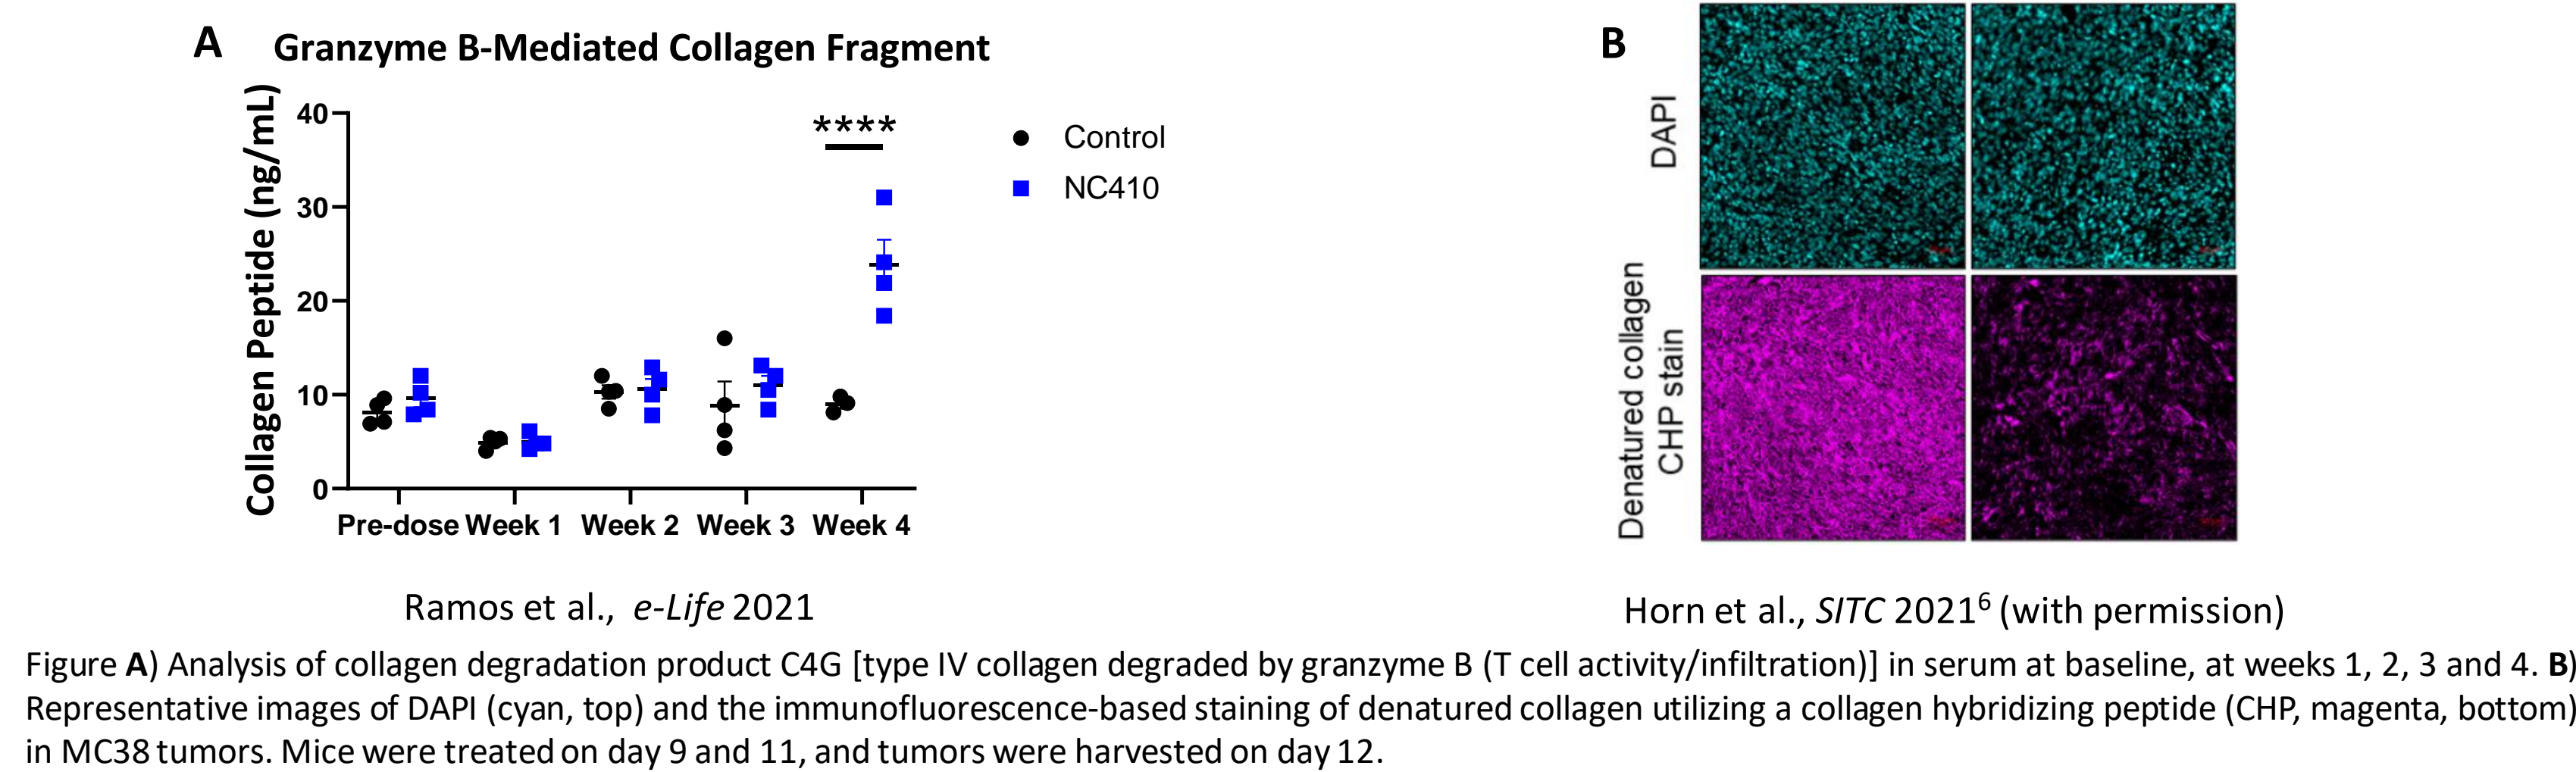 A
Granzyme B-Mediated Collagen Fragment
Collagen Peptide (ng/mL)
40
30
20
10
0
****
Control
NC410
Pre-dose Week 1 Week 2 Week 3 Week 4
Ramos et al., e-Life 2021
B
DAPI
Denatured collagen
CHP stain
Horn et al., SITC 2021⁶ (with permission)
Figure A) Analysis of collagen degradation product C4G [type IV collagen degraded by granzyme B (T cell activity/infiltration)] in serum at baseline, at weeks 1, 2, 3 and 4. B)
Representative images of DAPI (cyan, top) and the immunofluorescence-based staining of denatured collagen utilizing a collagen hybridizing peptide (CHP, magenta, bottom)
in MC38 tumors. Mice were treated on day 9 and 11, and tumors were harvested on day 12.